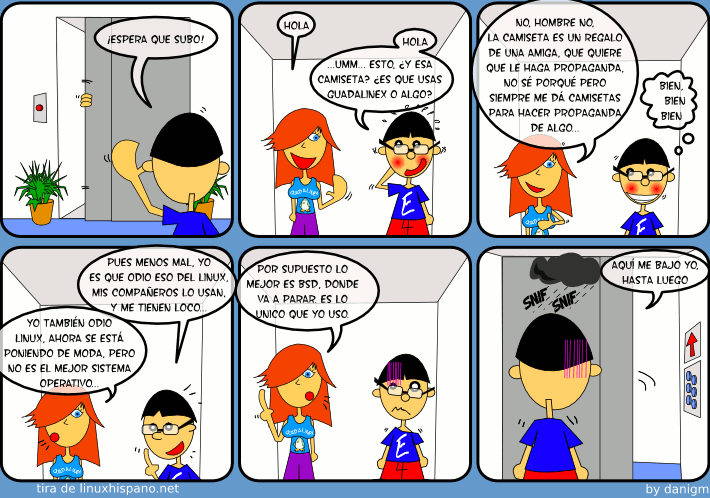 ¡ESPERA QUE SUBO!
HOLA
HOLA
...UMM... ESTO, ¿Y ESA
CAMISETA? ¿ES QUE USAS
GUADALINEX O ALGO?
E
NO, HOMBRE NO,
LA CAMISETA ES UN REGALO
DE UNA AMIGA, QUE QUIERE
QUE LE HAGA PROPAGANDA,
NO SÉ PORQUÉ PERO
SIEMPRE ME DÁ CAMISETAS
PARA HACER PROPAGANDA
DE ALGO...
BIEN,
BIEN
BIEN
E
PUES MENOS MAL, YO
ES QUE ODIO ESO DEL LINUX,
MIS COMPAÑEROS LO USAN,
Y ME TIENEN LOCO...
YO TAMBIÉN ODIO
LINUX, AHORA SE ESTÁ
PONIENDO DE MODA, PERO
NO ES EL MEJOR SISTEMA
OPERATIVO...
E
POR SUPUESTO LO
MEJOR ES BSD, DONDE
VA A PARAR. ES LO
UNICO QUE YO USO.
E
AQUÍ ME BAJO YO,
HASTA LUEGO
SNIF
SNIF
tira de linuxhispano.net
by danigm